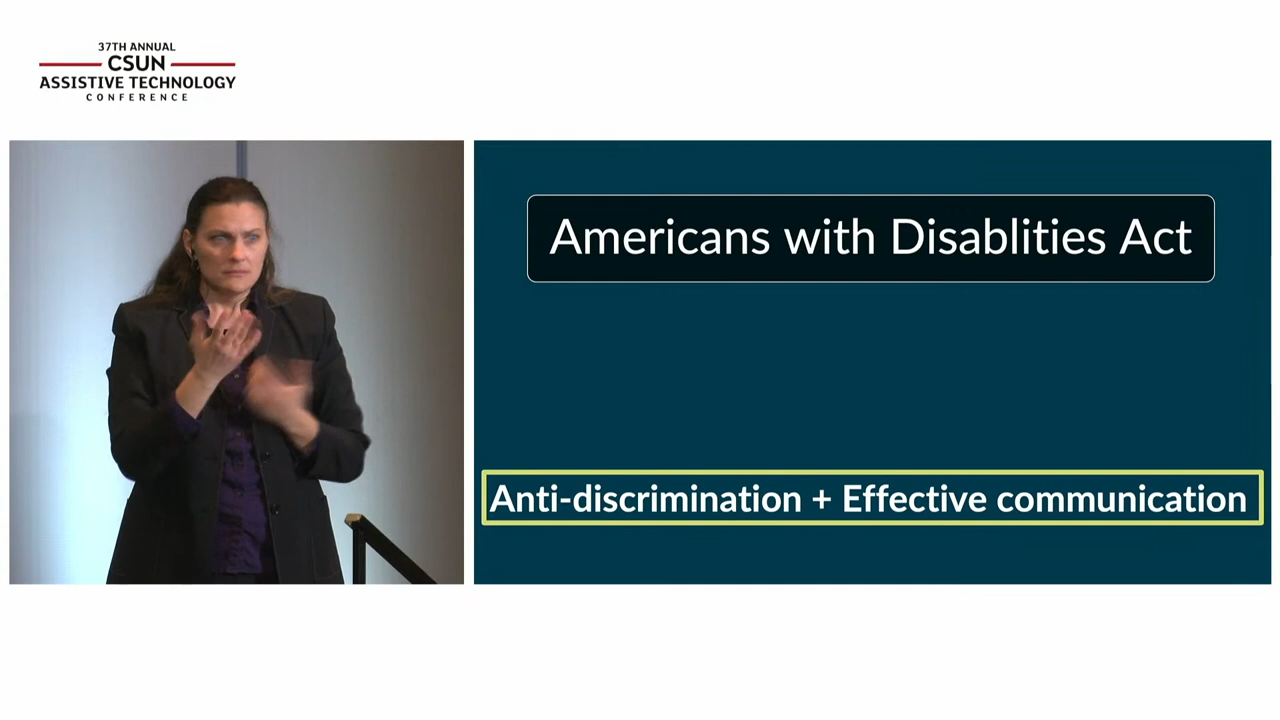 37TH ANNUAL
CSUN
ASSISTIVE TECHNOLOGY
CONFERENCE
Americans with Disablities Act
Anti-discrimination + Effective communication